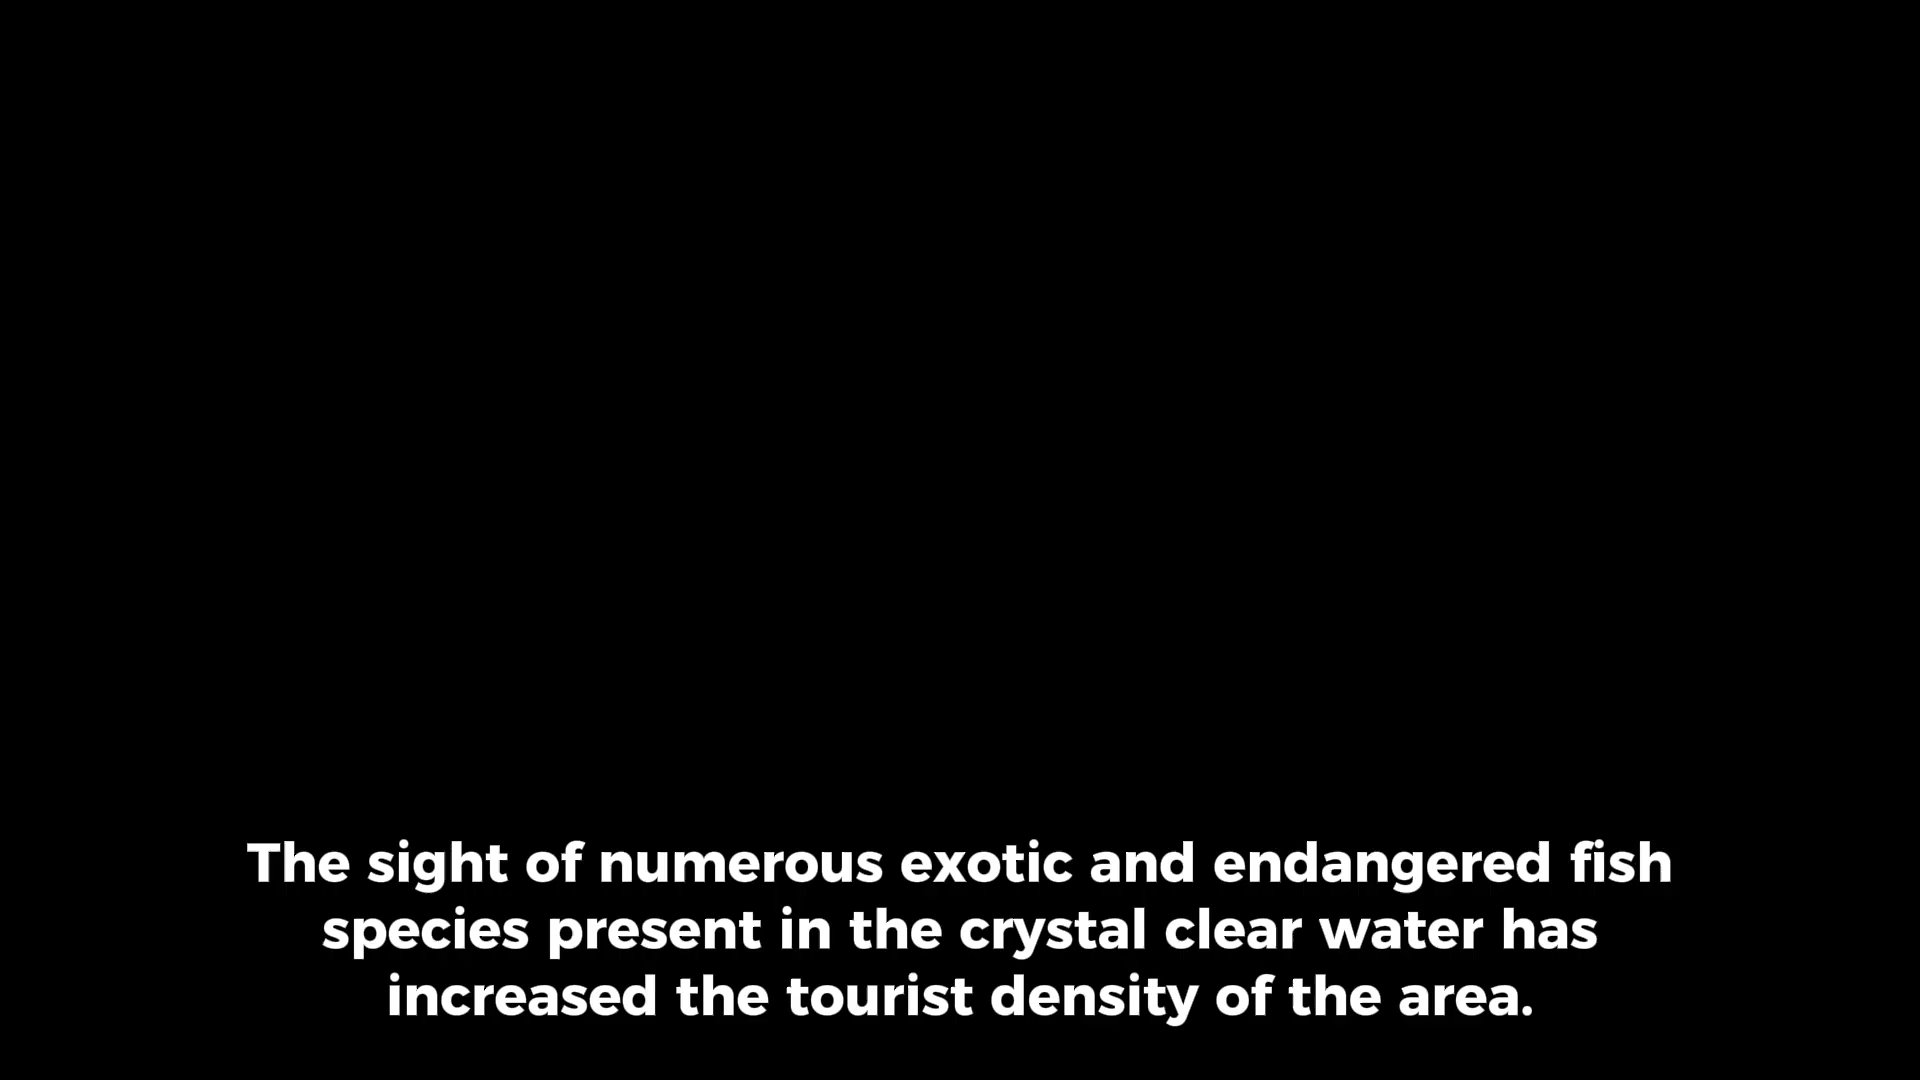 The sight of numerous exotic and endangered fish
species present in the crystal clear water has
increased the tourist density of the area.